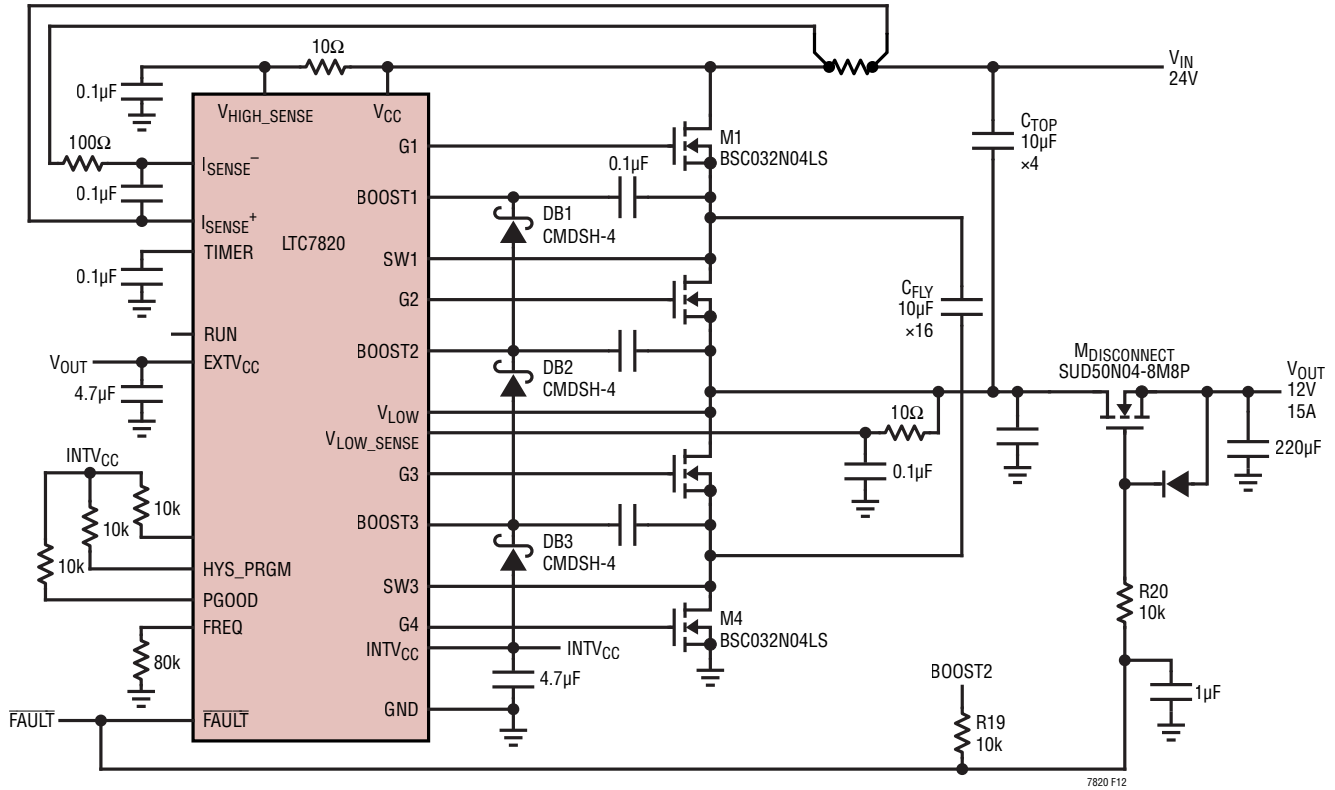 10Ω
V_IN
24V
0.1µF
V_HIGH_SENSE
V_CC
C_TOP
10µF
×4
100Ω
I_SENSE⁻
G1
M1
BSC032N04LS
0.1µF
0.1µF
BOOST1
I_SENSE⁺
DB1
CMDSH-4
LTC7820
TIMER
SW1
0.1µF
G2
C_FLY
10µF
×16
RUN
BOOST2
V_OUT
EXTV_CC
DB2
CMDSH-4
M_DISCONNECT
SUD50N04-8M8P
V_OUT
12V
15A
4.7µF
V_LOW
10Ω
V_LOW_SENSE
220µF
INTV_CC
G3
0.1µF
10k
10k
BOOST3
DB3
CMDSH-4
10k
HYS_PRGM
SW3
R20
10k
PGOOD
FREQ
G4
M4
BSC032N04LS
80k
INTV_CC
INTV_CC
4.7µF
BOOST2
1µF
FAULT
FAULT
GND
R19
10k
7820 F12